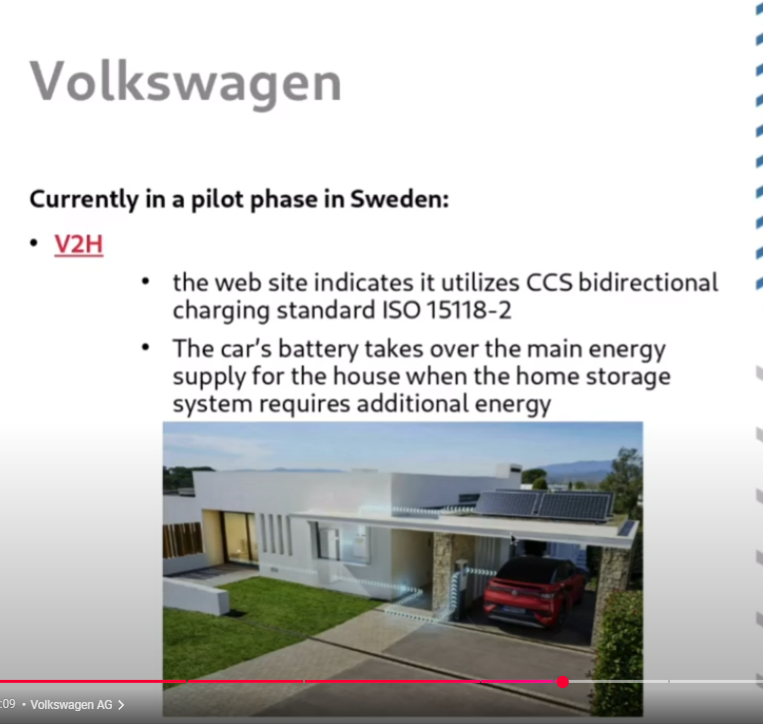 Volkswagen
Currently in a pilot phase in Sweden:
• V2H
• the web site indicates it utilizes CCS bidirectional
charging standard ISO 15118-2
• The car's battery takes over the main energy
supply for the house when the home storage
system requires additional energy
:09 • Volkswagen AG